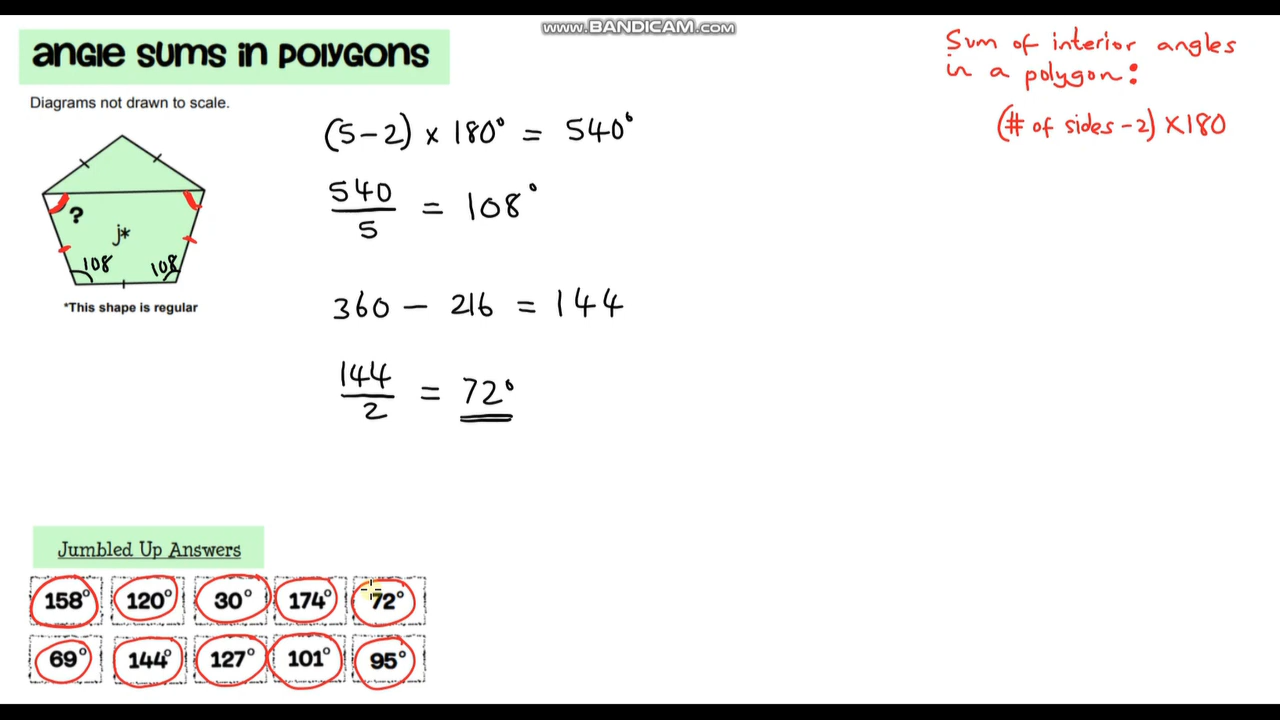 www.BANDICAM.com
ANGlE SUMS IN POlYGONS
Diagrams not drawn to scale.
?
j*
108
108
*This shape is regular
(5-2) × 180° = 540°
540/5 = 108°
360 - 216 = 144
144/2 = 72°
Sum of interior angles
in a polygon:
(# of sides -2) × 180
Jumbled Up Answers
158° 120° 30° 174° 72°
69° 144° 127° 101° 95°